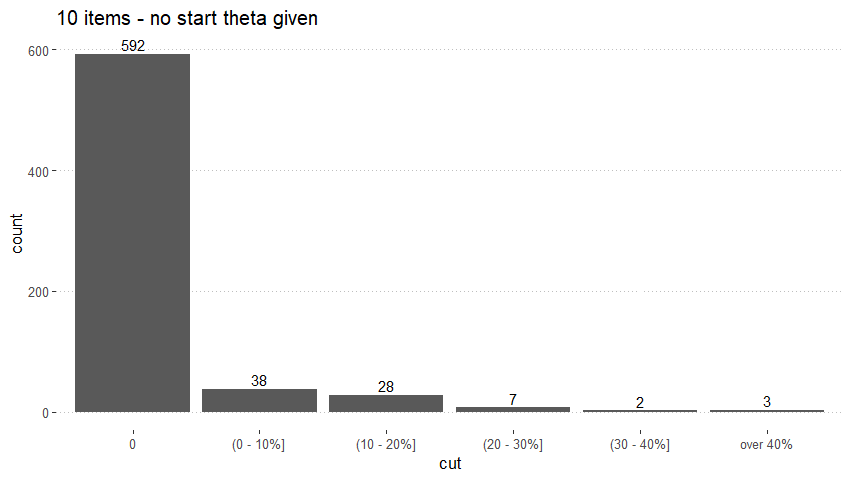 10 items - no start theta given
592
600
400
count
200
38
28
7
2
3
0
0
(0 - 10%]
(10 - 20%]
(20 - 30%]
(30 - 40%]
over 40%
cut